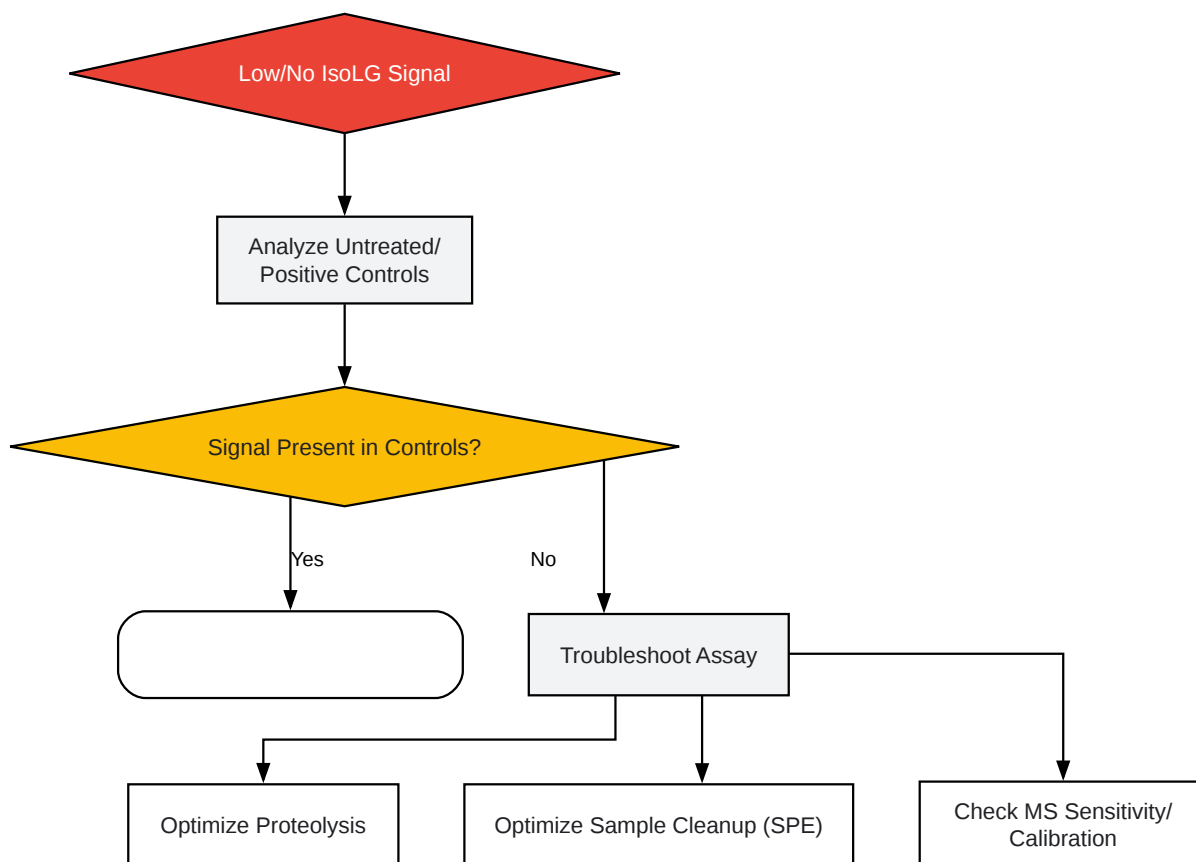 Low/No IsoLG Signal
Analyze Untreated/
Positive Controls
Signal Present in Controls?
Yes
No
Troubleshoot Assay
Optimize Proteolysis
Optimize Sample Cleanup (SPE)
Check MS Sensitivity/
Calibration